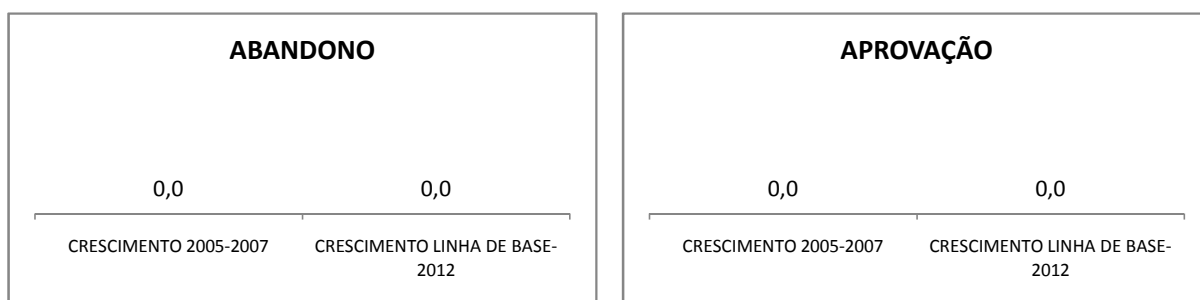 ABANDONO
0,0
0,0
CRESCIMENTO 2005-2007
CRESCIMENTO LINHA DE BASE-
2012
APROVAÇÃO
0,0
0,0
CRESCIMENTO 2005-2007
CRESCIMENTO LINHA DE BASE-
2012